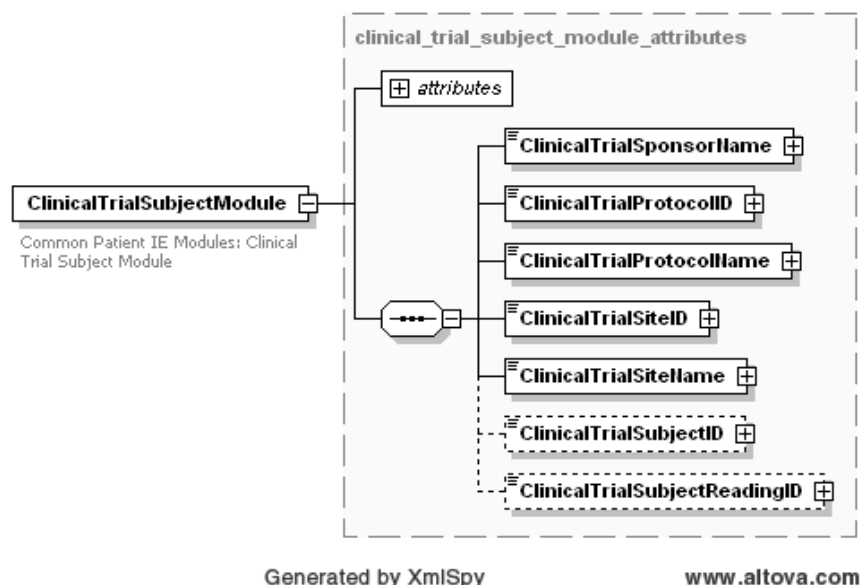 clinical_trial_subject_module_attributes
attributes
ClinicalTrialSponsorName
ClinicalTrialProtocolID
ClinicalTrialSubjectModule
Common Patient IE Modules: Clinical
Trial Subject Module
ClinicalTrialProtocolName
ClinicalTrialSiteID
ClinicalTrialSiteName
ClinicalTrialSubjectID
ClinicalTrialSubjectReadingID
Generated by XmlSpy www.altova.com